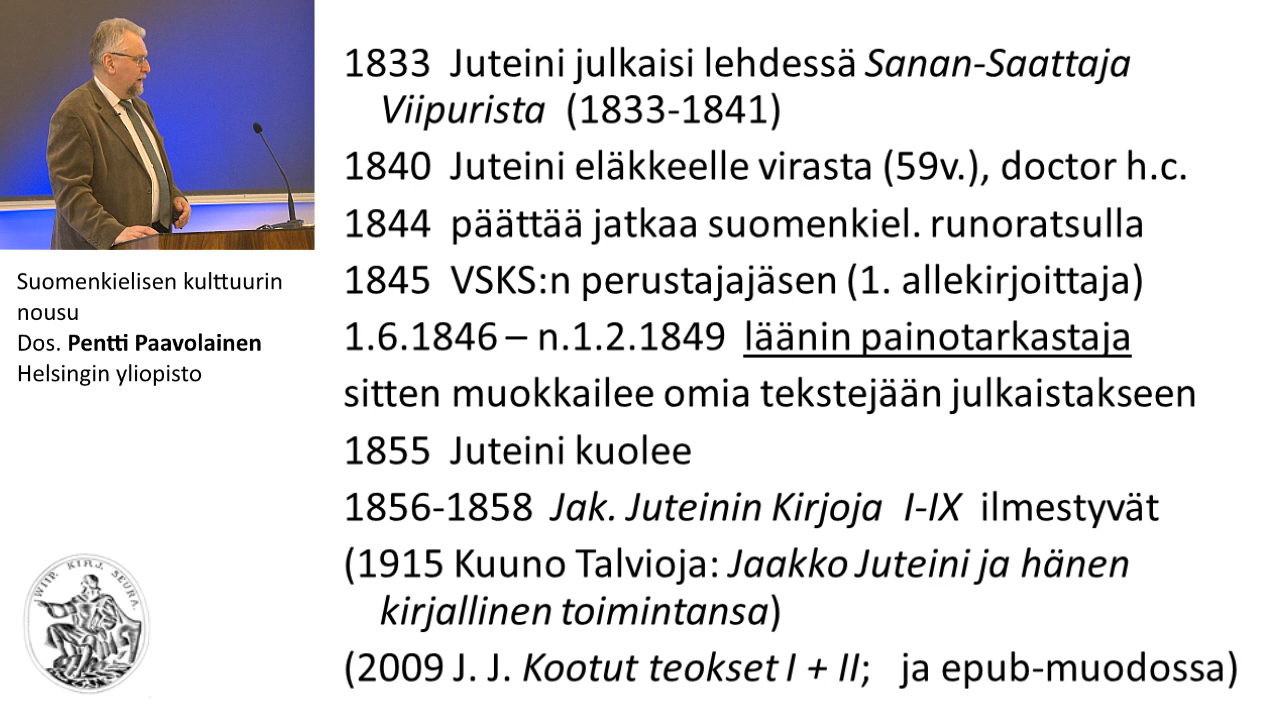 1833 Juteini julkaisi lehdessä Sanan-Saattaja
Viipurista (1833-1841)
1840 Juteini eläkkeelle virasta (59v.), doctor h.c.
1844 päättää jatkaa suomenkiel. runoratsulla
1845 VSKS:n perustajajäsen (1. allekirjoittaja)
1.6.1846 – n.1.2.1849 läänin painotarkastaja
sitten muokkailee omia tekstejään julkaistakseen
1855 Juteini kuolee
1856-1858 Jak. Juteinin Kirjoja I-IX ilmestyvät
(1915 Kuuno Talvioja: Jaakko Juteini ja hänen
kirjallinen toimintansa)
(2009 J. J. Kootut teokset I + II; ja epub-muodossa)
Suomenkielisen kulttuurin
nousu
Dos. Pentti Paavolainen
Helsingin yliopisto
WIIP. KIRJ. SEURA.